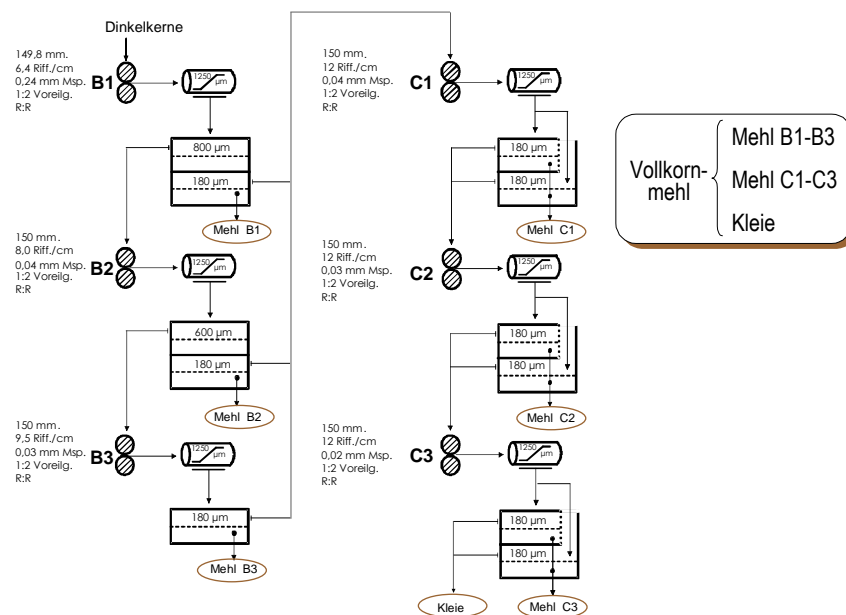 Dinkelkerne
149,8 mm.
6,4 Riff./cm
0,24 mm Msp.
1:2 Voreilg.
R:R
B1
1250
µm
800 µm
180 µm
Mehl B1
150 mm.
8,0 Riff./cm
0,04 mm Msp.
1:2 Voreilg.
R:R
B2
1250
µm
600 µm
180 µm
Mehl B2
150 mm.
9,5 Riff./cm
0,03 mm Msp.
1:2 Voreilg.
R:R
B3
1250
µm
180 µm
Mehl B3
150 mm.
12 Riff./cm
0,04 mm Msp.
1:2 Voreilg.
R:R
C1
1250
µm
180 µm
180 µm
Mehl C1
150 mm.
12 Riff./cm
0,03 mm Msp.
1:2 Voreilg.
R:R
C2
1250
µm
180 µm
180 µm
Mehl C2
150 mm.
12 Riff./cm
0,02 mm Msp.
1:2 Voreilg.
R:R
C3
1250
µm
180 µm
180 µm
Kleie
Mehl C3
Vollkorn-
mehl
Mehl B1-B3
Mehl C1-C3
Kleie